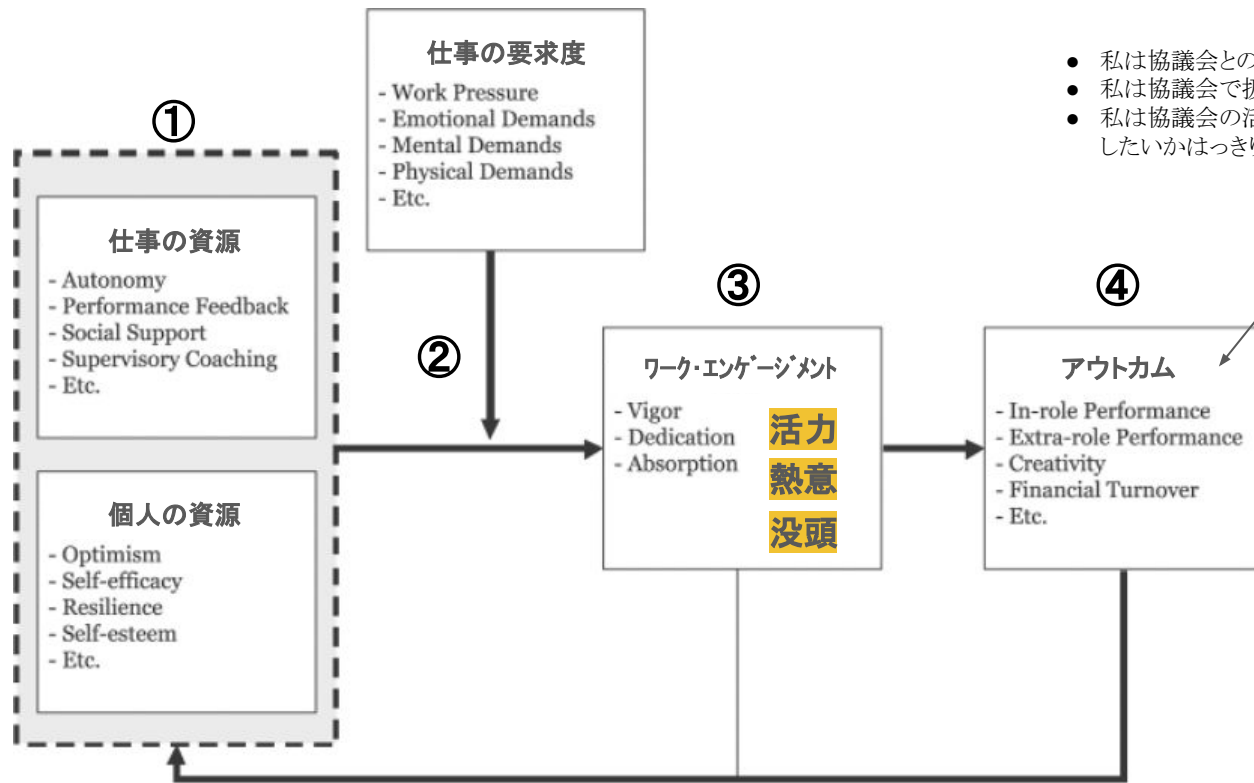 ①
仕事の資源
- Autonomy
- Performance Feedback
- Social Support
- Supervisory Coaching
- Etc.
個人の資源
- Optimism
- Self-efficacy
- Resilience
- Self-esteem
- Etc.
仕事の要求度
- Work Pressure
- Emotional Demands
- Mental Demands
- Physical Demands
- Etc.
②
③
ワーク・エンゲージメント
- Vigor
- Dedication
- Absorption
活力
熱意
没頭
④
アウトカム
- In-role Performance
- Extra-role Performance
- Creativity
- Financial Turnover
- Etc.
● 私は協議会との
● 私は協議会で
● 私は協議会の
したいかはっき